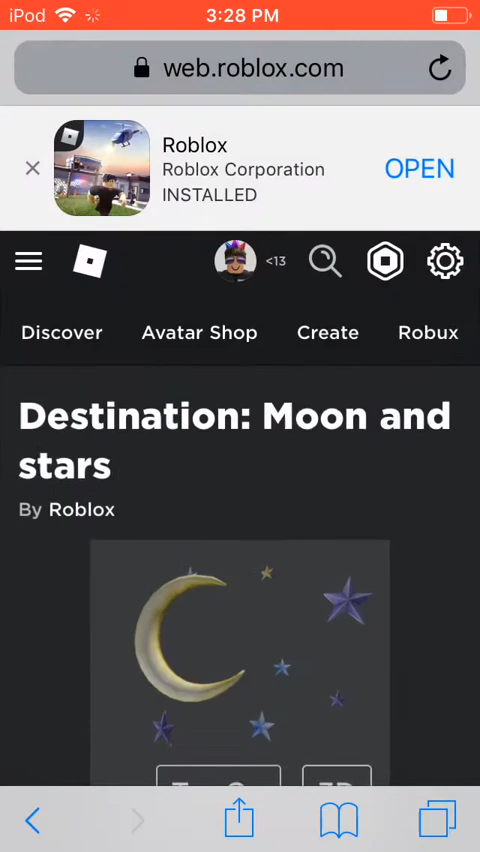 iPod 3:28 PM
web.roblox.com
Roblox
Roblox Corporation
INSTALLED
OPEN
<13
Discover Avatar Shop Create Robux
Destination: Moon and
stars
By Roblox